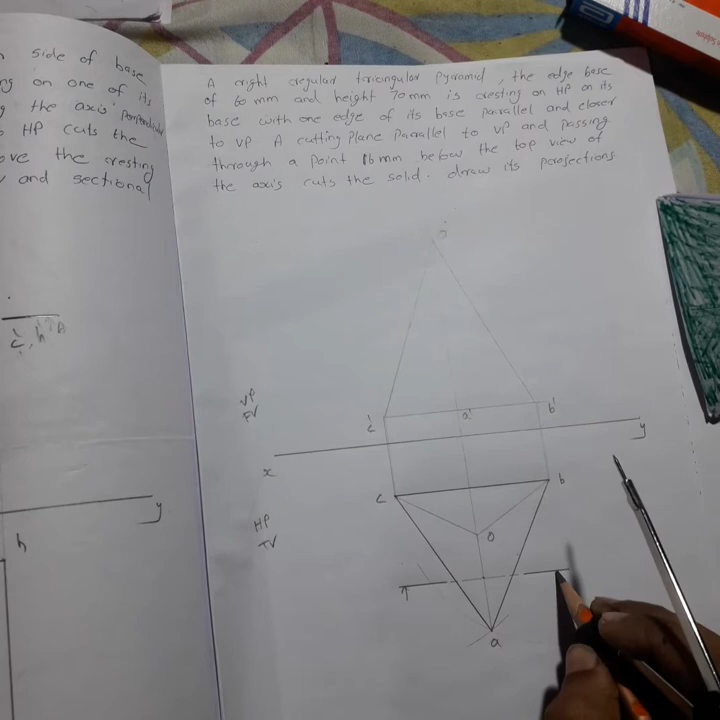 side of base
on one of its
the axis perpendicular
HP cuts the
ove the resting
and sectional
A right regular triangular Pyramid, the edge base
of 60 mm and height 70 mm is resting on HP on its
base with one edge of its base parallel and closer
to VP A cutting Plane Parallel to VP and passing
through a point 16 mm below the top view of
the axis cuts the solid. draw its projections
o'
VP
FV
c' a' b'
x y
c b
HP
TV
o
a
y
h